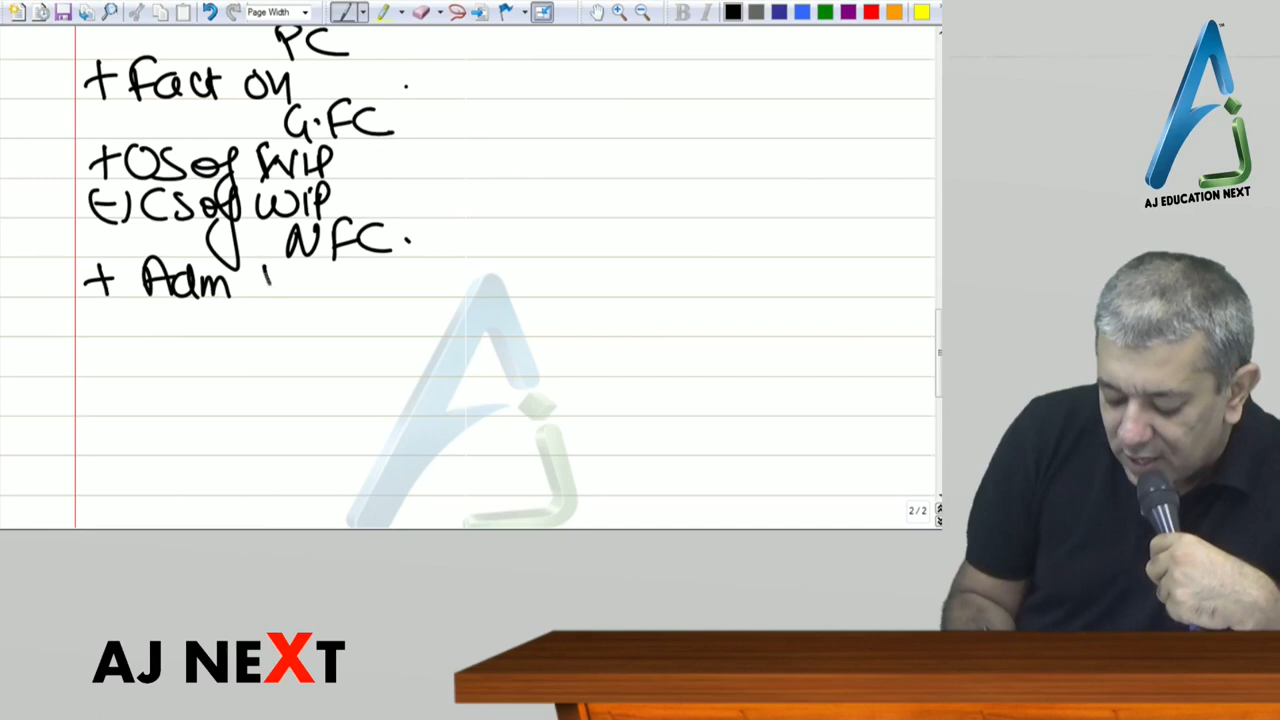 Page Width
B I
PC
+ Fact OH
G.FC
+ OS of WIP
(-) CS of WIP
NFC.
+ Adm
2/2
AJ EDUCATION NEXT
AJ NEXT